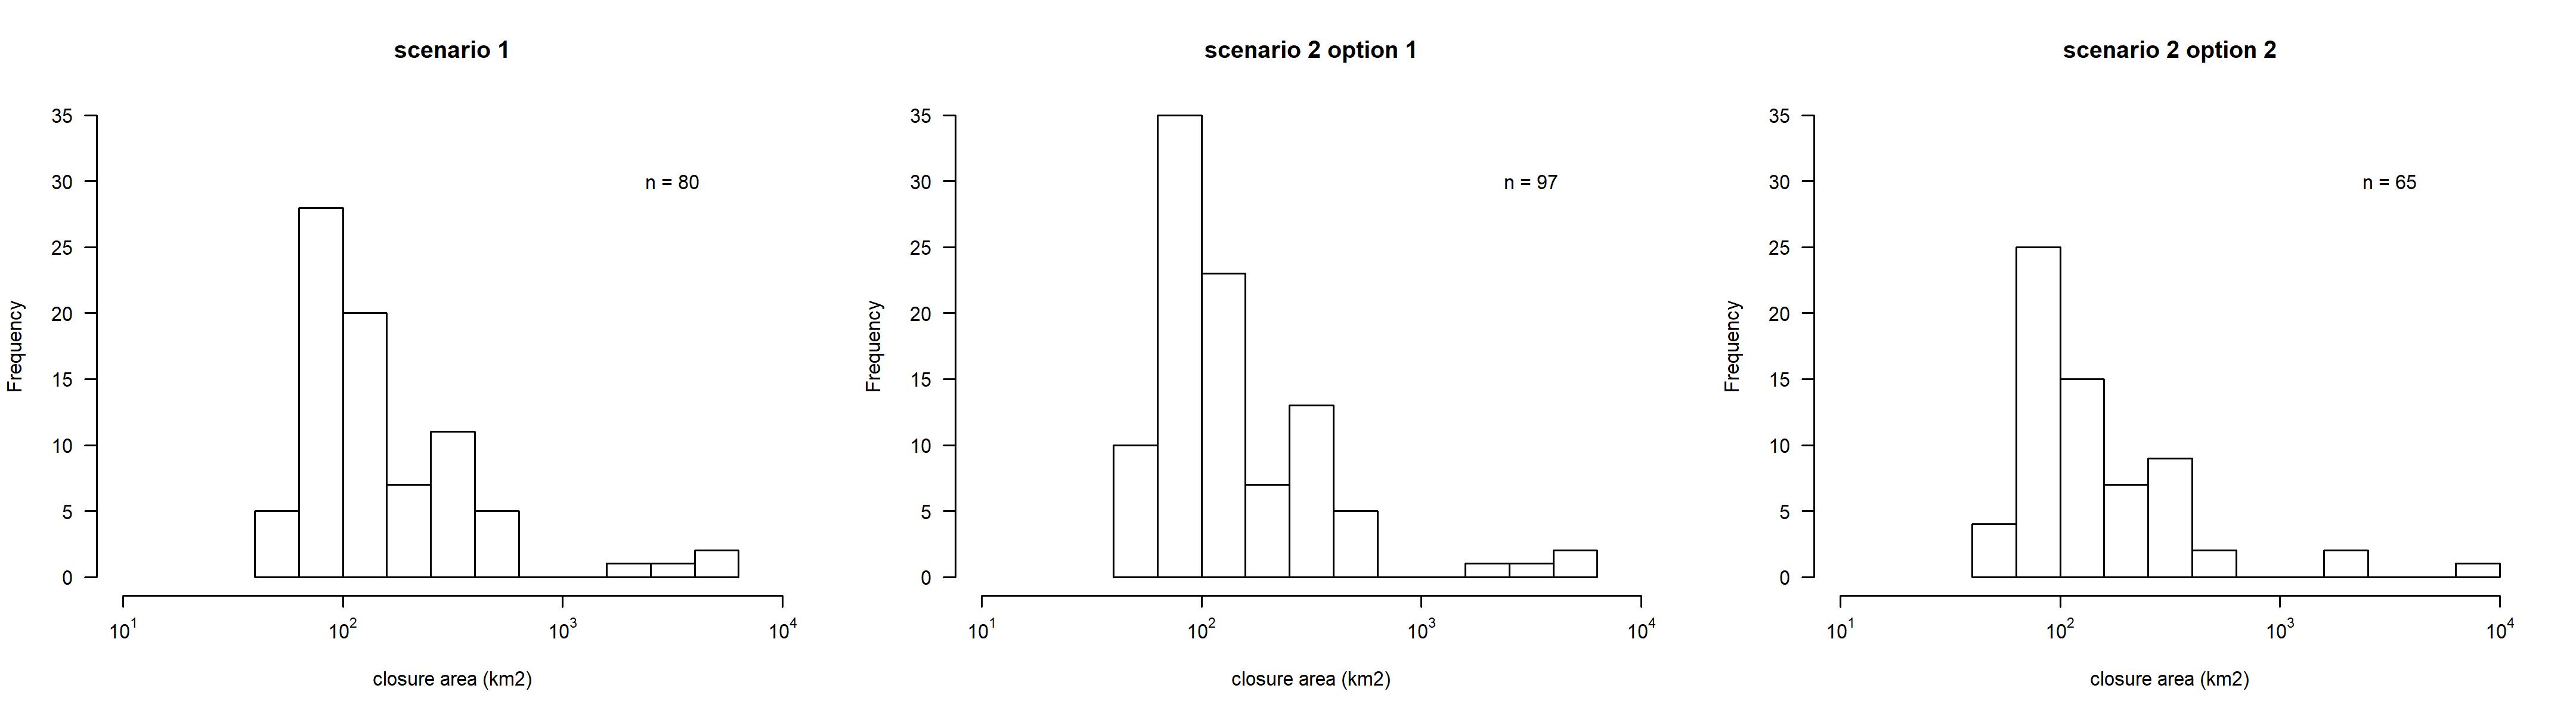 scenario 1
35
30
25
20
15
10
5
0
Frequency
n = 80
10¹ 10² 10³ 10⁴
closure area (km2)
scenario 2 option 1
35
30
25
20
15
10
5
0
Frequency
n = 97
10¹ 10² 10³ 10⁴
closure area (km2)
scenario 2 option 2
35
30
25
20
15
10
5
0
Frequency
n = 65
10¹ 10² 10³ 10⁴
closure area (km2)